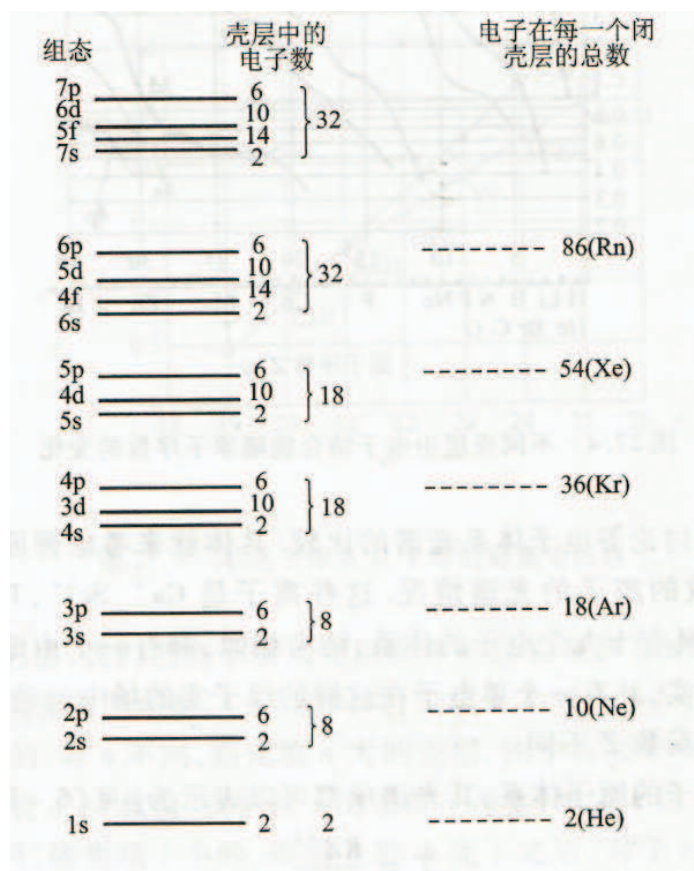 组态
壳层中的
电子数
电子在每一个闭
壳层的总数
7p 6
6d 10
5f 14
7s 2
32
6p 6
5d 10
4f 14
6s 2
32
86(Rn)
5p 6
4d 10
5s 2
18
54(Xe)
4p 6
3d 10
4s 2
18
36(Kr)
3p 6
3s 2
8
18(Ar)
2p 6
2s 2
8
10(Ne)
1s 2 2 2(He)